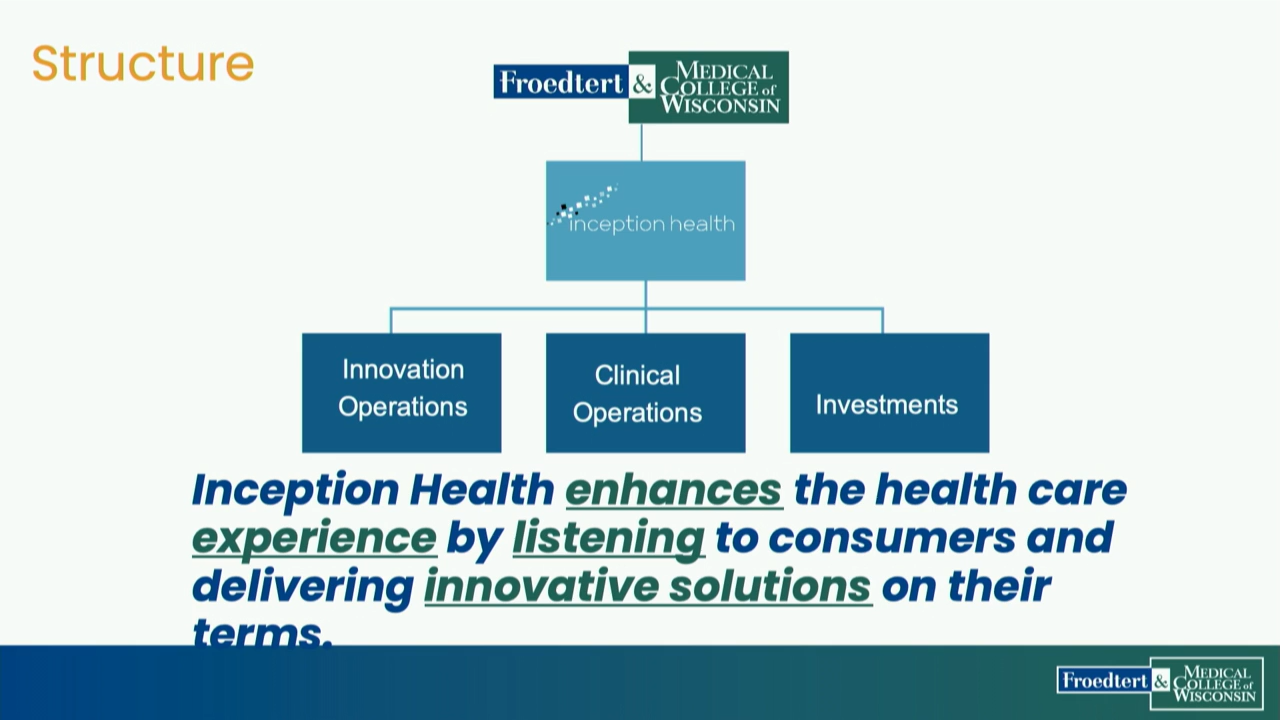 Structure
Froedtert & MEDICAL
COLLEGE of
WISCONSIN
inception health
Innovation
Operations
Clinical
Operations
Investments
Inception Health enhances the health care
experience by listening to consumers and
delivering innovative solutions on their
terms.
Froedtert & MEDICAL
COLLEGE of
WISCONSIN